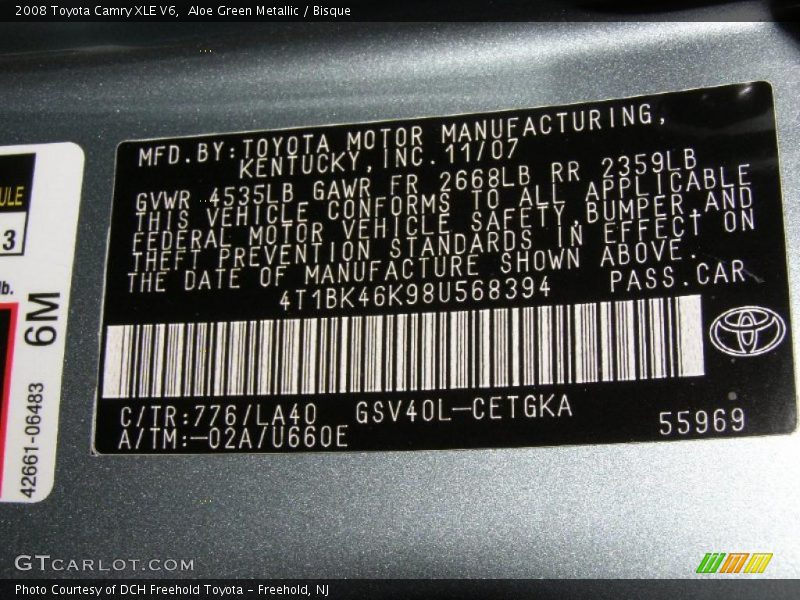 2008 Toyota Camry XLE V6, Aloe Green Metallic / Bisque
MFD.BY:TOYOTA MOTOR MANUFACTURING,
KENTUCKY,INC.11/07
GVWR 4535LB GAWR FR 2668LB RR 2359LB
THIS VEHICLE CONFORMS TO ALL APPLICABLE
FEDERAL MOTOR VEHICLE SAFETY,BUMPER,AND
THEFT PREVENTION STANDARDS IN EFFECT ON
THE DATE OF MANUFACTURE SHOWN ABOVE.
4T1BK46K98U568394 PASS.CAR
C/TR:776/LA40 GSV40L-CETGKA
A/TM:-02A/U660E 55969
3
lb.
6M
42661-06483
GTcarlot.com
Photo Courtesy of DCH Freehold Toyota - Freehold, NJ